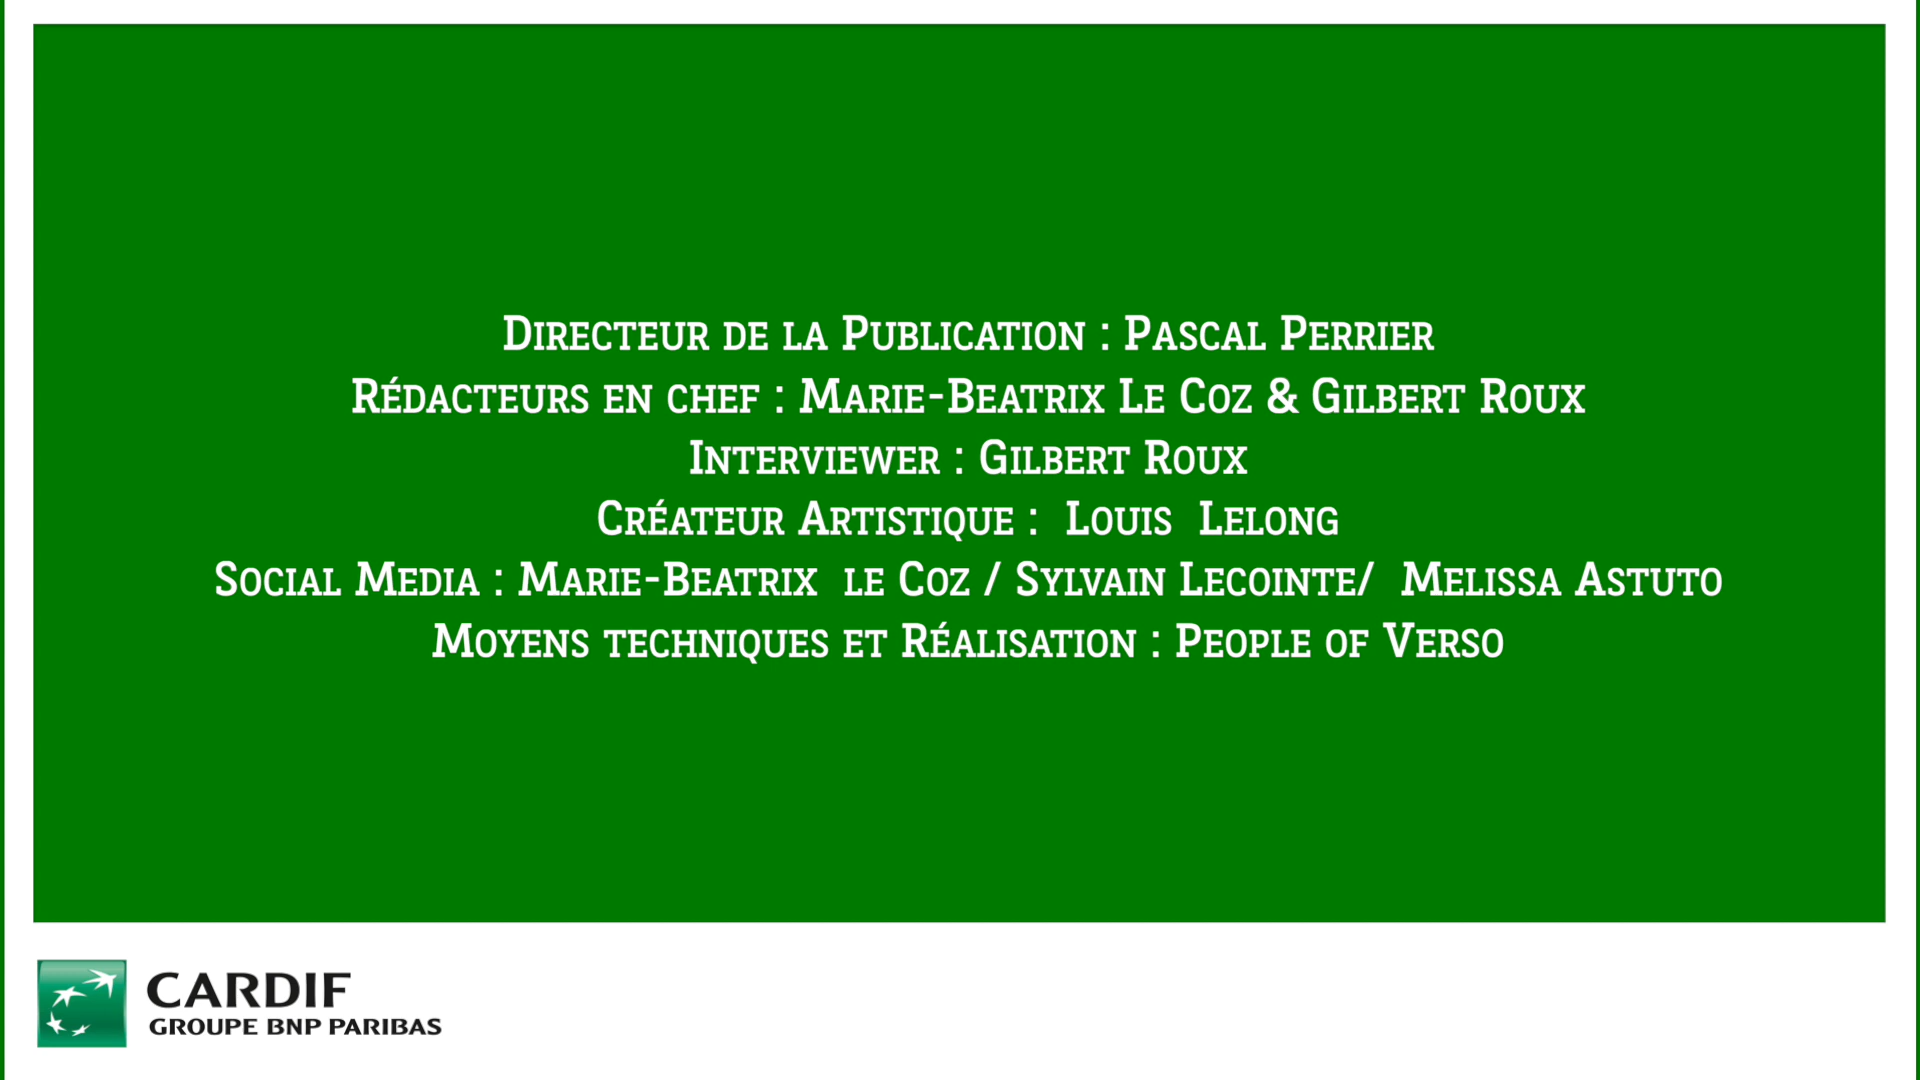 Directeur de la Publication : Pascal Perrier
Rédacteurs en chef : Marie-Beatrix Le Coz & Gilbert Roux
Interviewer : Gilbert Roux
Créateur Artistique : Louis Lelong
Social Media : Marie-Beatrix le Coz / Sylvain Lecointe/ Melissa Astuto
Moyens techniques et Réalisation : People of Verso
CARDIF
GROUPE BNP PARIBAS